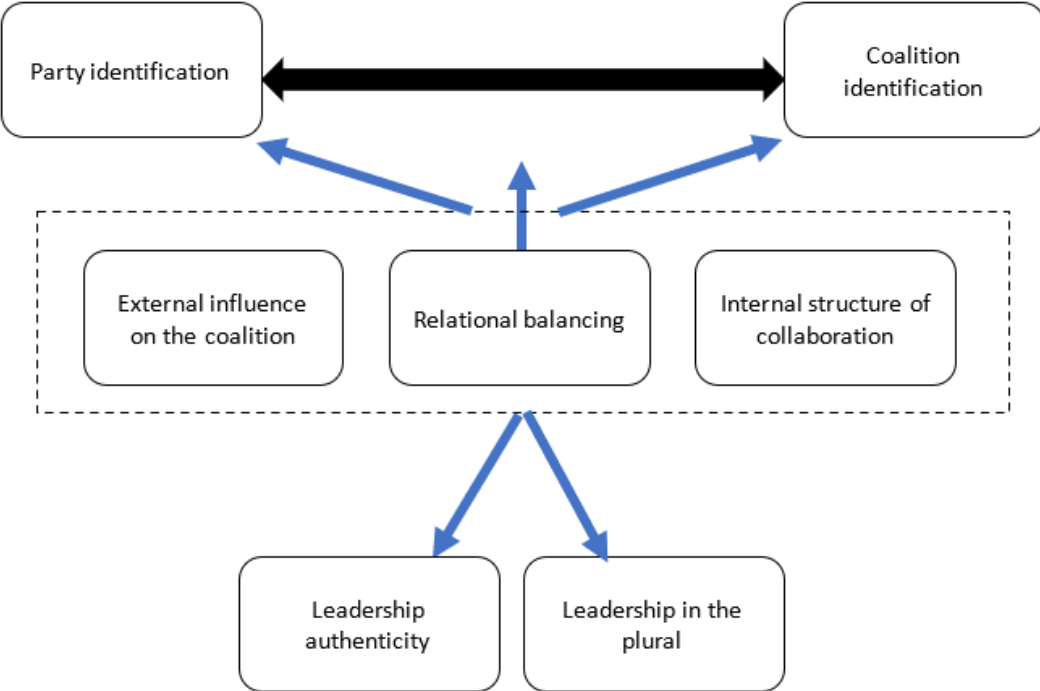 Party identification
Coalition
identification
External influence
on the coalition
Relational balancing
Internal structure of
collaboration
Leadership
authenticity
Leadership in the
plural